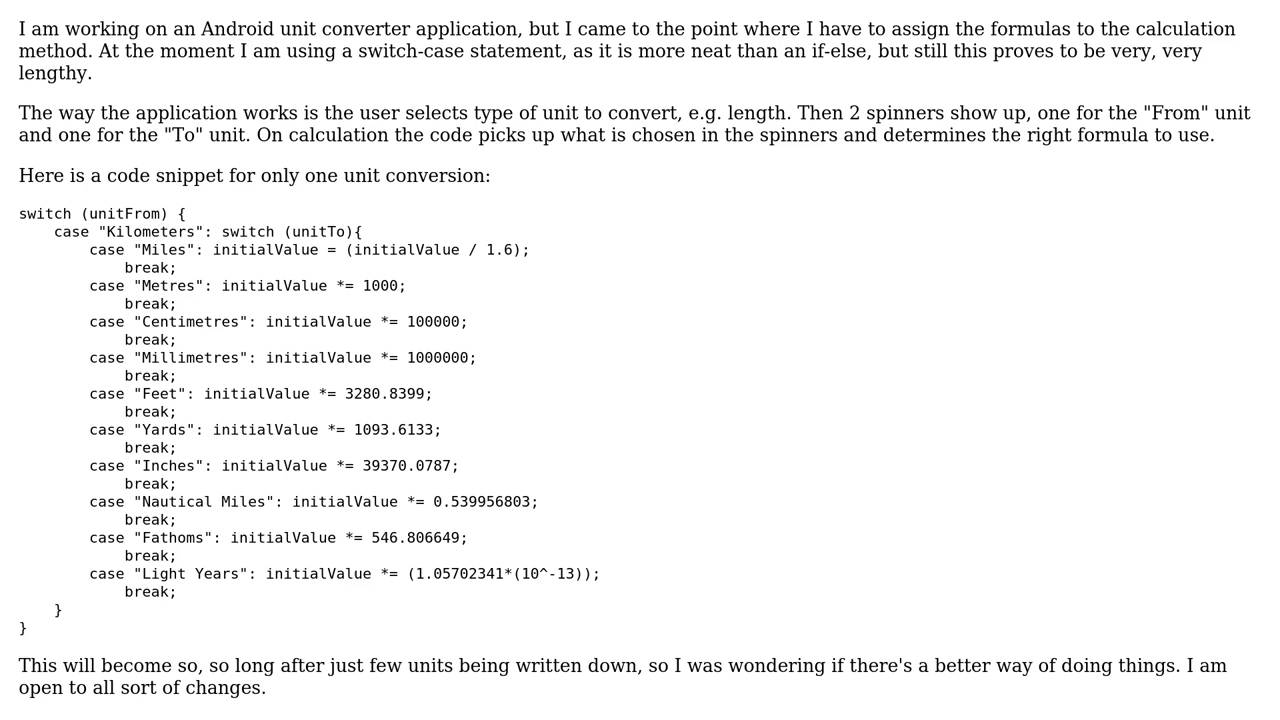 I am working on an Android unit converter application, but I came to the point where I have to assign the formulas to the calculation
method. At the moment I am using a switch-case statement, as it is more neat than an if-else, but still this proves to be very, very
lengthy.
The way the application works is the user selects type of unit to convert, e.g. length. Then 2 spinners show up, one for the "From" unit
and one for the "To" unit. On calculation the code picks up what is chosen in the spinners and determines the right formula to use.
Here is a code snippet for only one unit conversion:
switch (unitFrom) {
    case "Kilometers": switch (unitTo){
        case "Miles": initialValue = (initialValue / 1.6);
            break;
        case "Metres": initialValue *= 1000;
            break;
        case "Centimetres": initialValue *= 100000;
            break;
        case "Millimetres": initialValue *= 1000000;
            break;
        case "Feet": initialValue *= 3280.8399;
            break;
        case "Yards": initialValue *= 1093.6133;
            break;
        case "Inches": initialValue *= 39370.0787;
            break;
        case "Nautical Miles": initialValue *= 0.539956803;
            break;
        case "Fathoms": initialValue *= 546.806649;
            break;
        case "Light Years": initialValue *= (1.05702341*(10^-13));
            break;
    }
}
This will become so, so long after just few units being written down, so I was wondering if there's a better way of doing things. I am
open to all sort of changes.